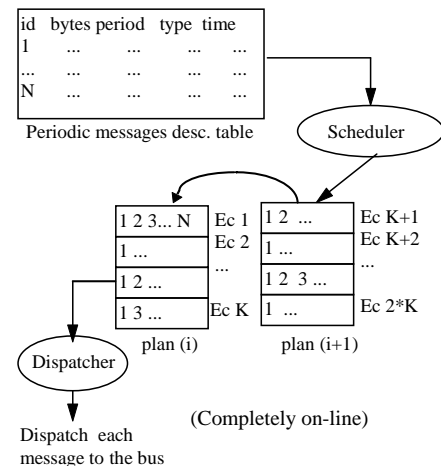 id bytes period type time
1 ... ... ... ...
... ... ... ... ...
N ... ... ... ...
Periodic messages desc. table
Scheduler
1 2 3... N Ec 1
1 ... Ec 2
...
1 2 ...
1 3 ... Ec K
plan (i)
1 2 ... Ec K+1
1 ... Ec K+2
...
1 2 3 ...
1 ... Ec 2*K
plan (i+1)
Dispatcher
(Completely on-line)
Dispatch each
message to the bus